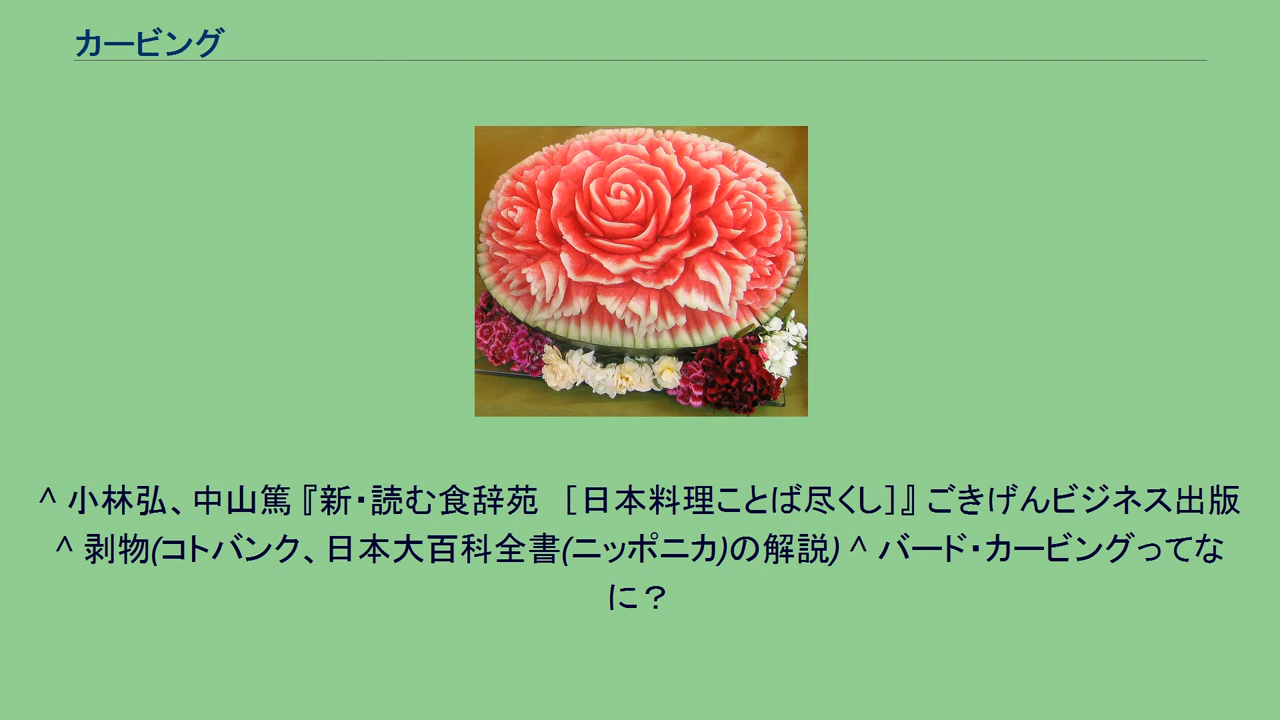 カービング
^ 小林弘、中山篤『新・読む食辞苑　［日本料理ことば尽くし］』ごきげんビジネス出版
^ 剥物(コトバンク、日本大百科全書(ニッポニカ)の解説) ^ バード・カービングってな
に？